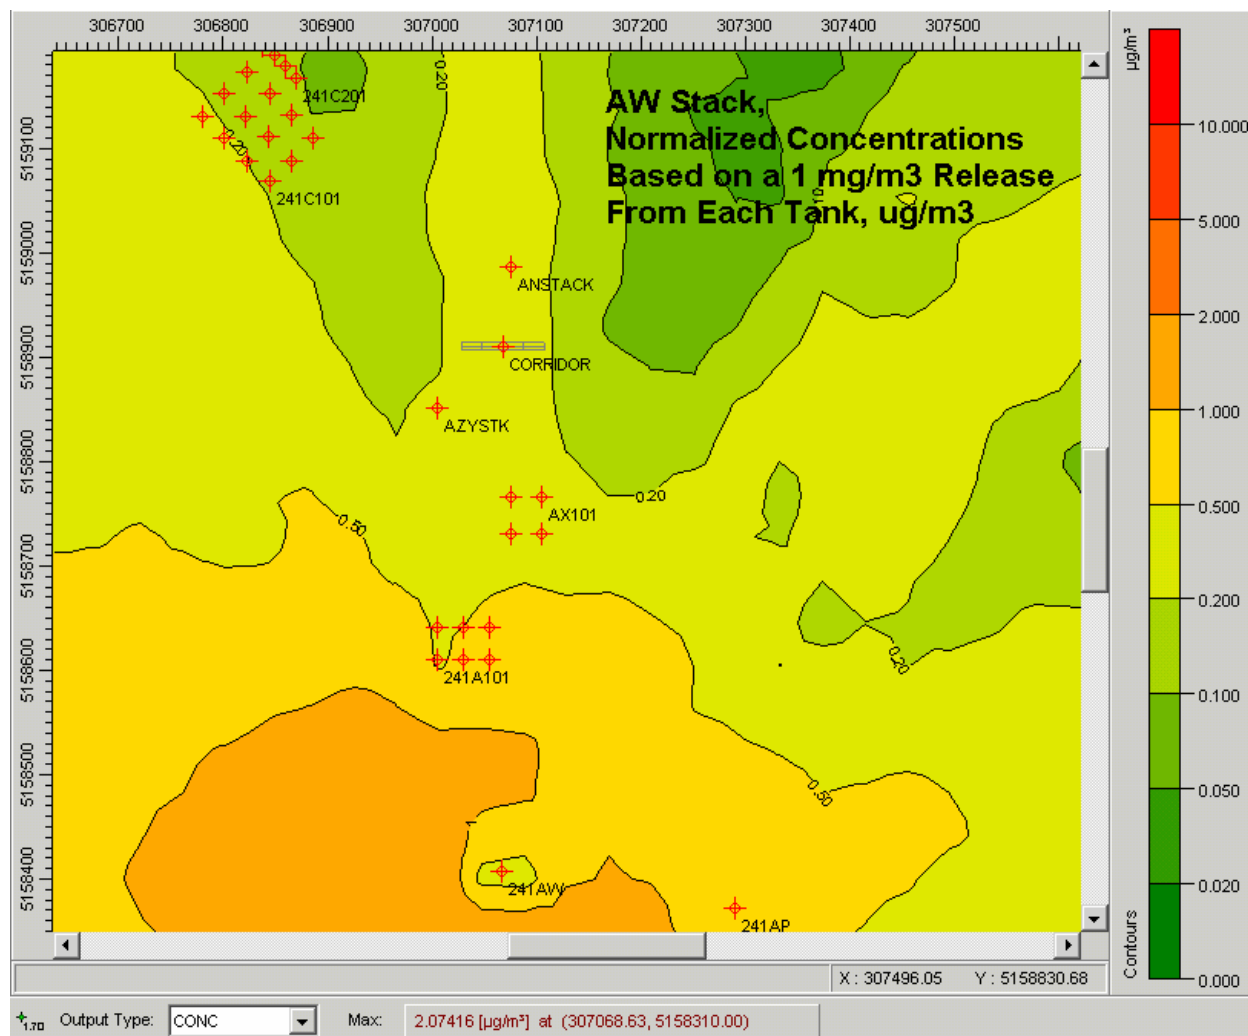 306700 306800 306900 307000 307100 307200 307300 307400 307500
µg/m³
5159100
5159000
5158900
5158800
5158700
5158600
5158500
5158400
AW Stack,
Normalized Concentrations
Based on a 1 mg/m3 Release
From Each Tank, ug/m3
0.20
241C201
0.20
241C101
ANSTACK
CORRIDOR
AZYSTK
0.20
AX101
0.50
241A101
0.20
0.50
1
241AW
241AP
10.000
5.000
2.000
1.000
0.500
0.200
0.100
0.050
0.020
0.000
Contours
X : 307496.05 Y : 5158830.68
1.70 Output Type: CONC Max: 2.07416 [µg/m³] at (307068.63, 5158310.00)